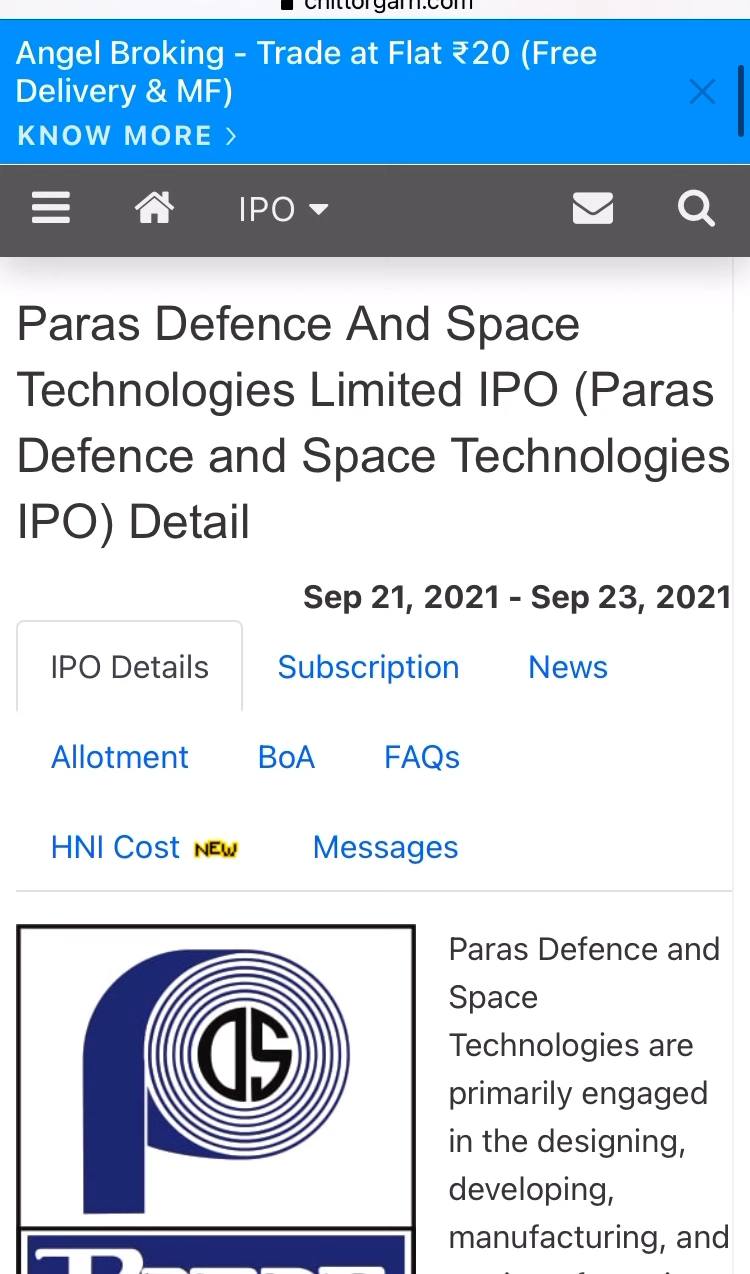 chittorgarh.com
Angel Broking - Trade at Flat ₹20 (Free
Delivery & MF)
KNOW MORE >
IPO
Paras Defence And Space
Technologies Limited IPO (Paras
Defence and Space Technologies
IPO) Detail
Sep 21, 2021 - Sep 23, 2021
IPO Details Subscription News
Allotment BoA FAQs
HNI Cost NEW Messages
DS
Paras Defence and
Space
Technologies are
primarily engaged
in the designing,
developing,
manufacturing, and